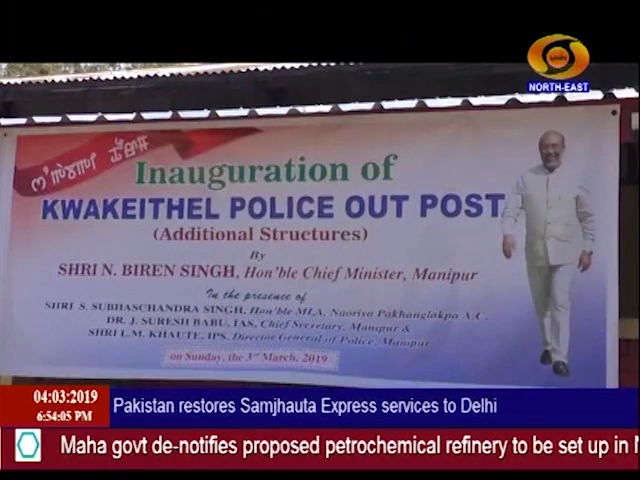 NORTH-EAST
Inauguration of
KWAKEITHEL POLICE OUT POST
(Additional Structures)
By
SHRI N. BIREN SINGH, Hon'ble Chief Minister, Manipur
In the presence of
SHRI S. SUBHASCHANDRA SINGH, Hon'ble MLA, Naoriya Pakhanglakpa A.C.
DR. J. SURESH BABU, IAS, Chief Secretary, Manipur &
SHRI L.M. KHAUTE, IPS, Director General of Police, Manipur
on Sunday, the 3rd March, 2019
04:03:2019
6:54:05 PM
Pakistan restores Samjhauta Express services to Delhi
Maha govt de-notifies proposed petrochemical refinery to be set up in